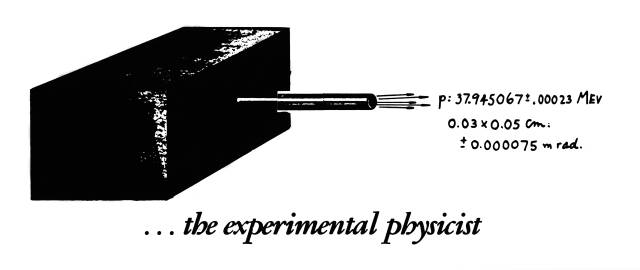 p: 37.945067±.00023 MEV
0.03 x 0.05 cm.
± 0.000075 m rad.
... the experimental physicist